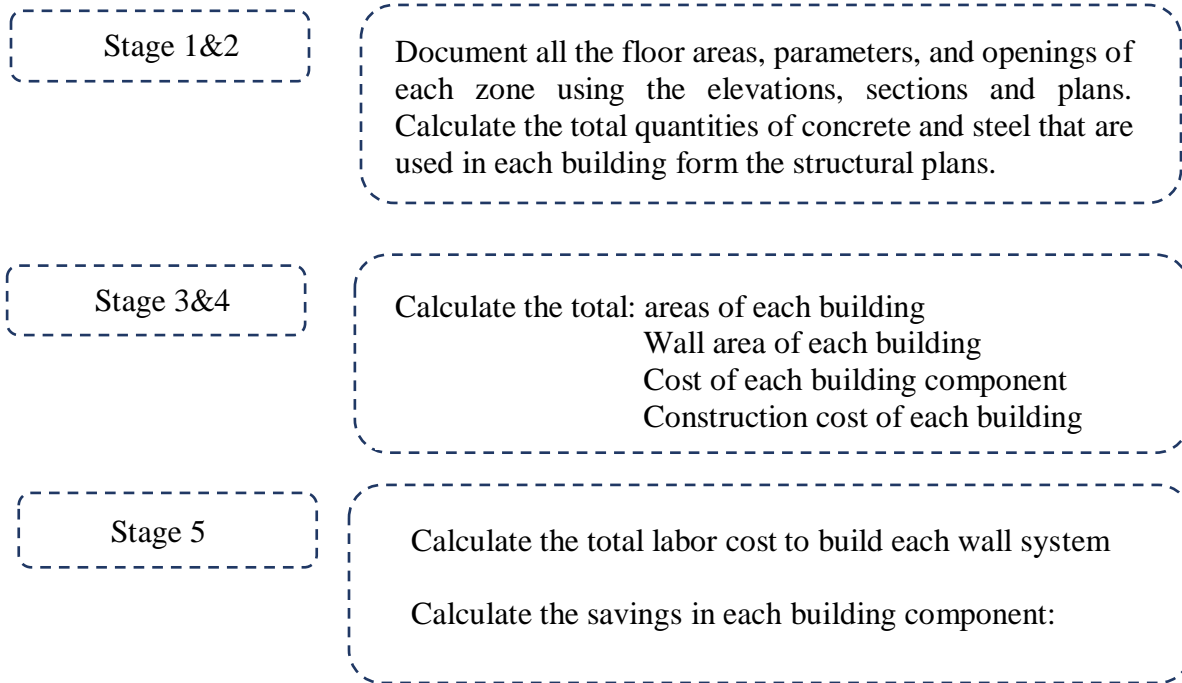 Stage 1&2
Document all the floor areas, parameters, and openings of
each zone using the elevations, sections and plans.
Calculate the total quantities of concrete and steel that are
used in each building form the structural plans.
Stage 3&4
Calculate the total: areas of each building
Wall area of each building
Cost of each building component
Construction cost of each building
Stage 5
Calculate the total labor cost to build each wall system
Calculate the savings in each building component: